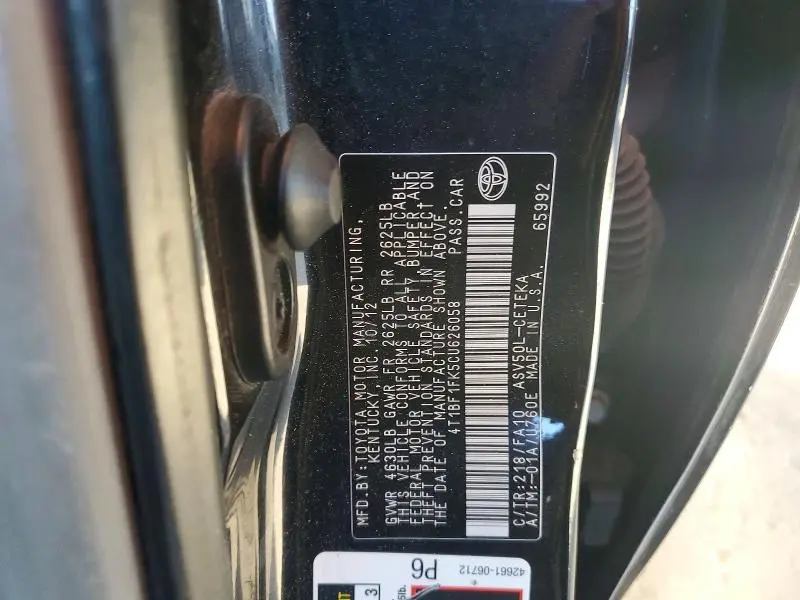 MFD.BY:TOYOTA MOTOR MANUFACTURING,
KENTUCKY, INC. 10/12
GVWR 4630LB GAWR FR 2625LB RR 2625LB
THIS VEHICLE CONFORMS TO ALL APPLICABLE
FEDERAL MOTOR VEHICLE SAFETY, BUMPER AND
THEFT PREVENTION STANDARDS IN EFFECT ON
THE DATE OF MANUFACTURE SHOWN ABOVE.
4T1BF1FK5CU626058 PASS.CAR
C/TR:218/FA10 ASV50L-CETEKA
A/TM:-01A/U760E MADE IN U.S.A. 65992
P6
42661-06712
3